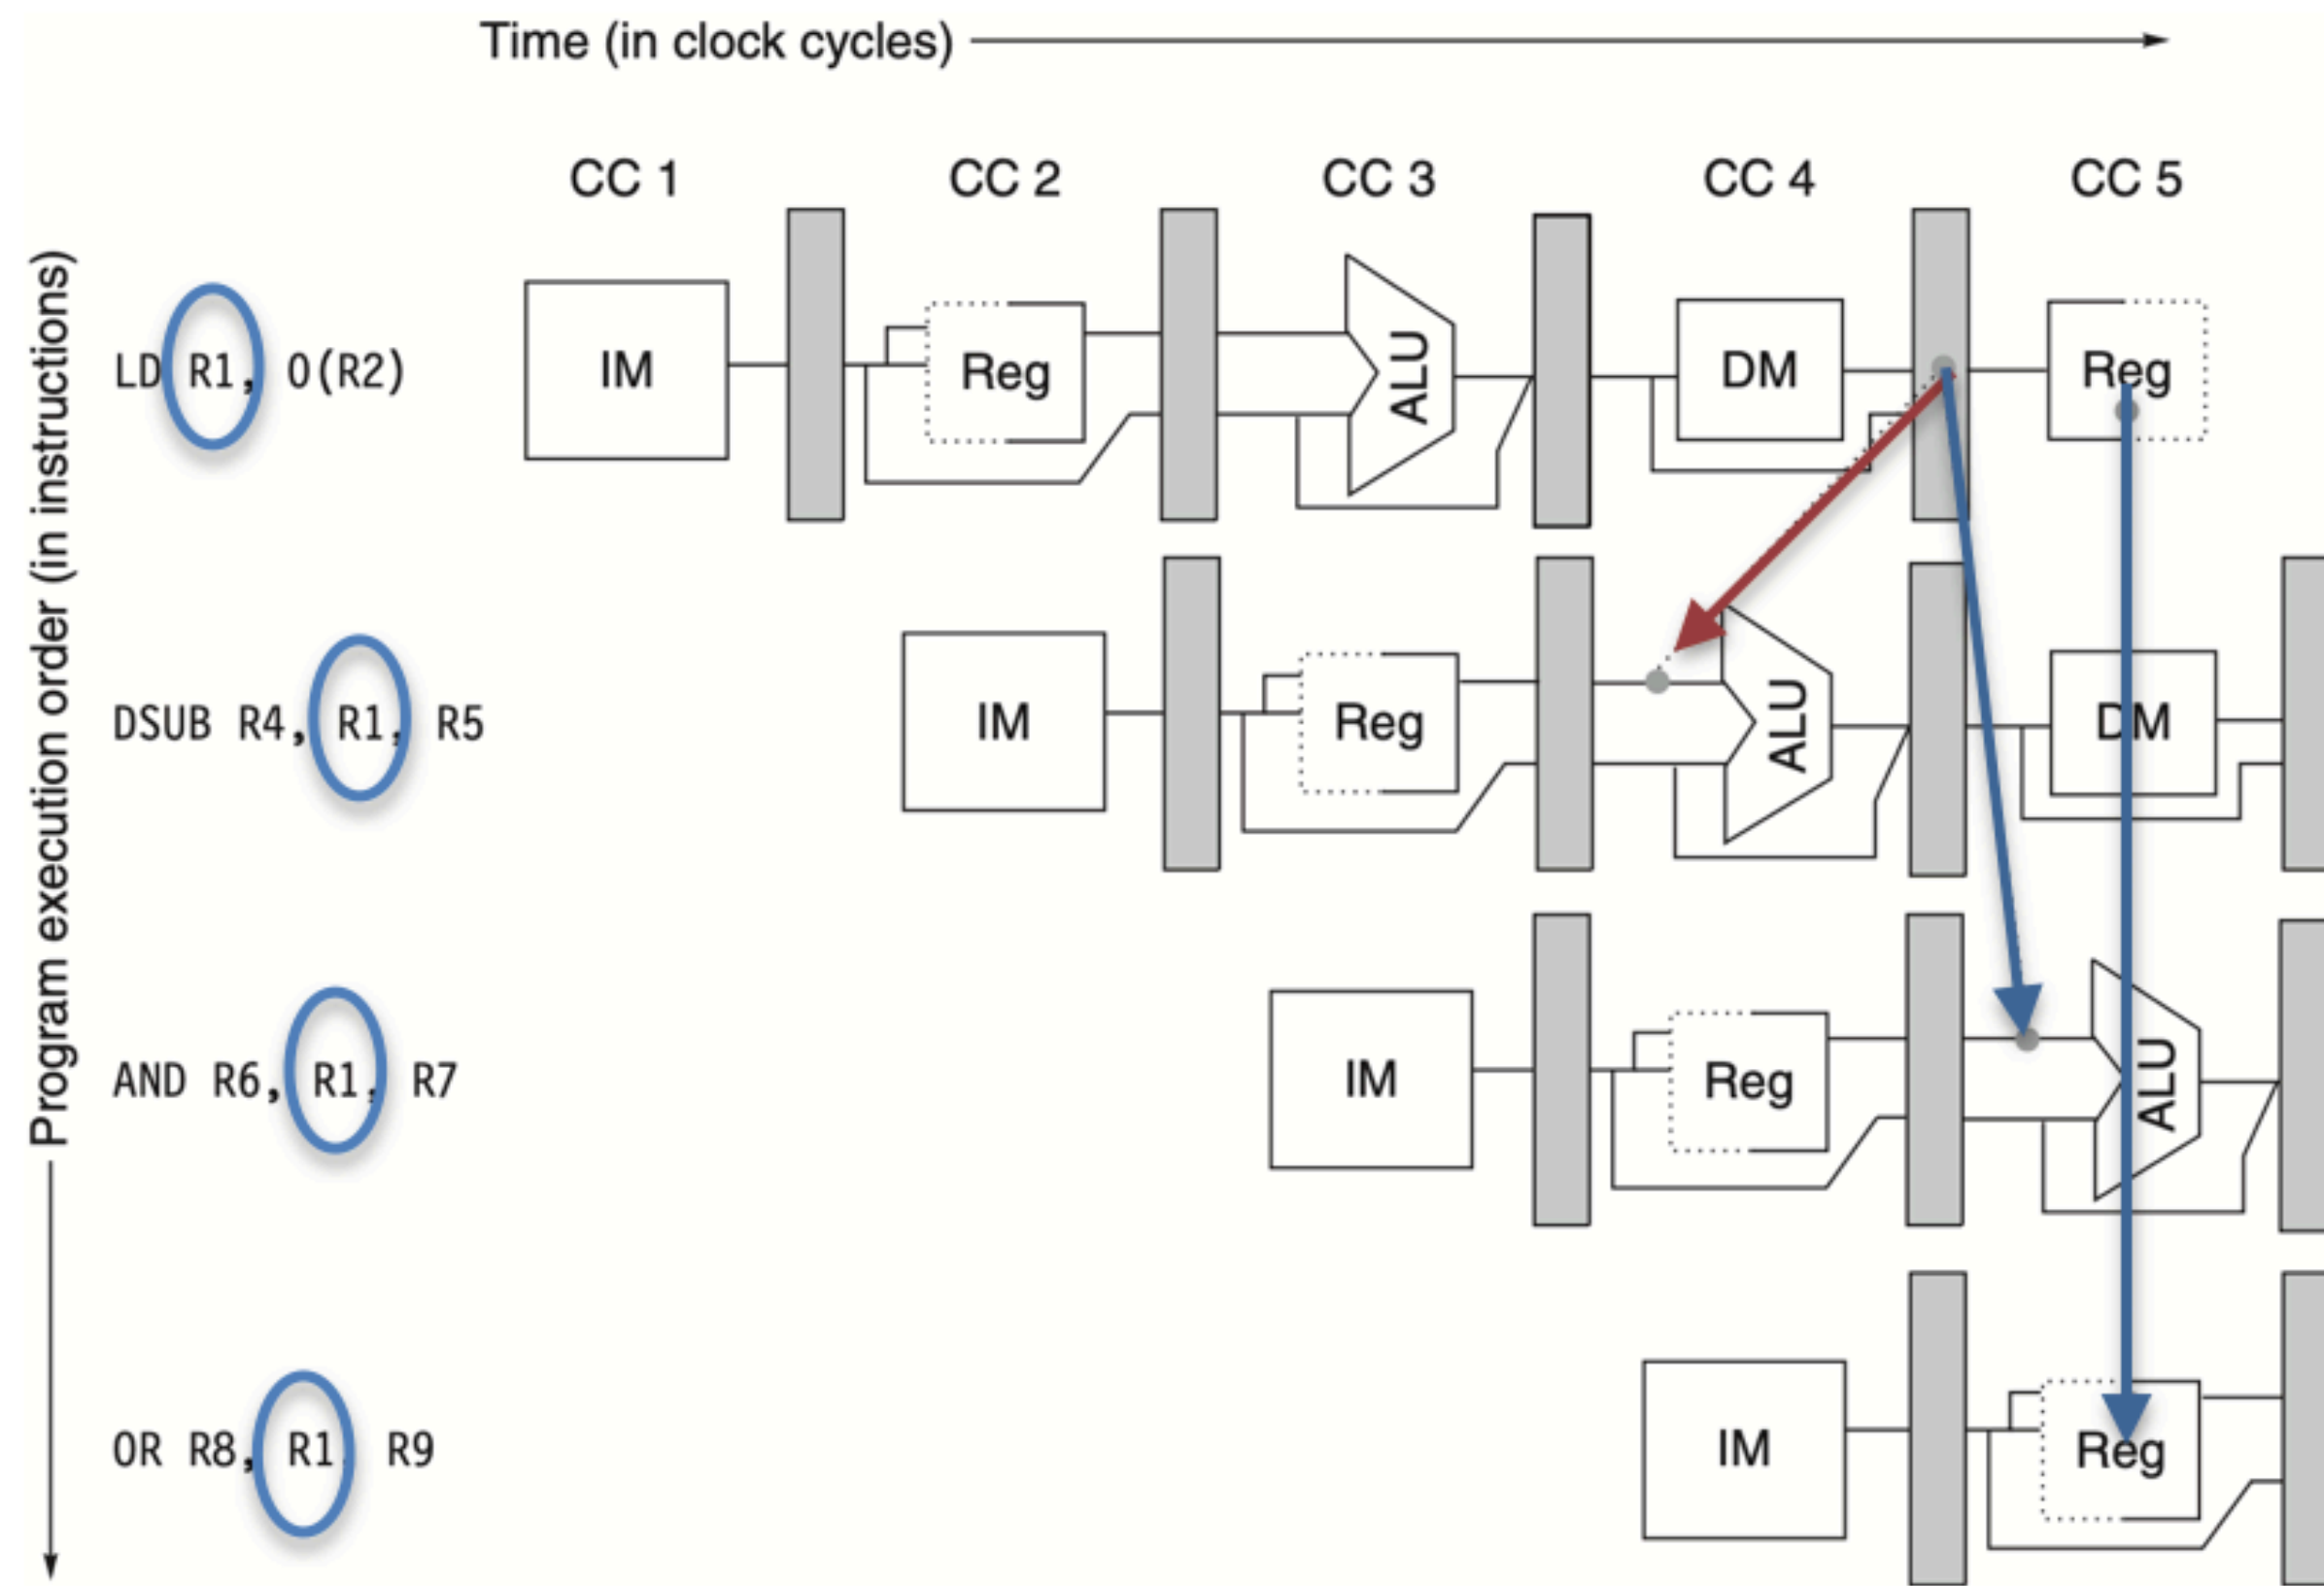 Time (in clock cycles)
CC 1 CC 2 CC 3 CC 4 CC 5
Program execution order (in instructions)
LD R1, 0(R2) IM Reg ALU DM Reg
DSUB R4, R1, R5 IM Reg ALU DM
AND R6, R1, R7 IM Reg ALU
OR R8, R1 R9 IM Reg